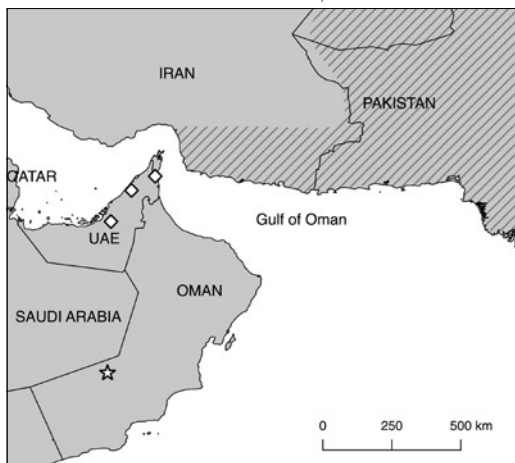 IRAN
PAKISTAN
QATAR
Gulf of Oman
UAE
OMAN
SAUDI ARABIA
0 250 500 km